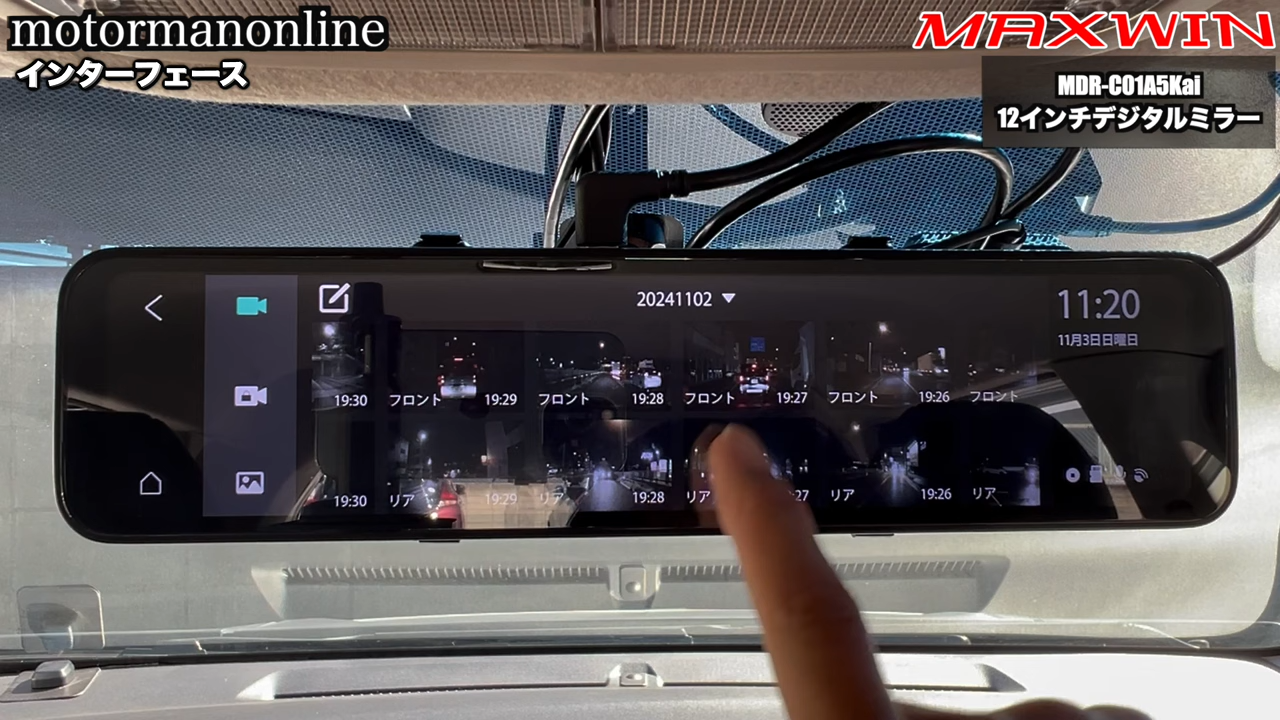 motormanonline
インターフェース
MAXWIN
MDR-C01A5Kai
12インチデジタルミラー
20241102
11:20
11月3日日曜日
19:30 フロント 19:29 フロント 19:28 フロント 19:27 フロント 19:26 フロント
19:30 リア 19:29 リア 19:28 リア 27 リア 19:26 リア